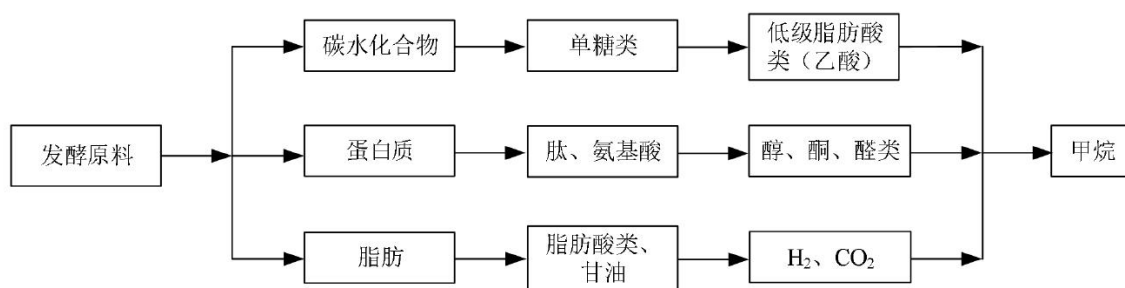 碳水化合物
单糖类
低级脂肪酸
类（乙酸）
发酵原料
蛋白质
肽、氨基酸
醇、酮、醛类
甲烷
脂肪
脂肪酸类、
甘油
H₂、CO₂